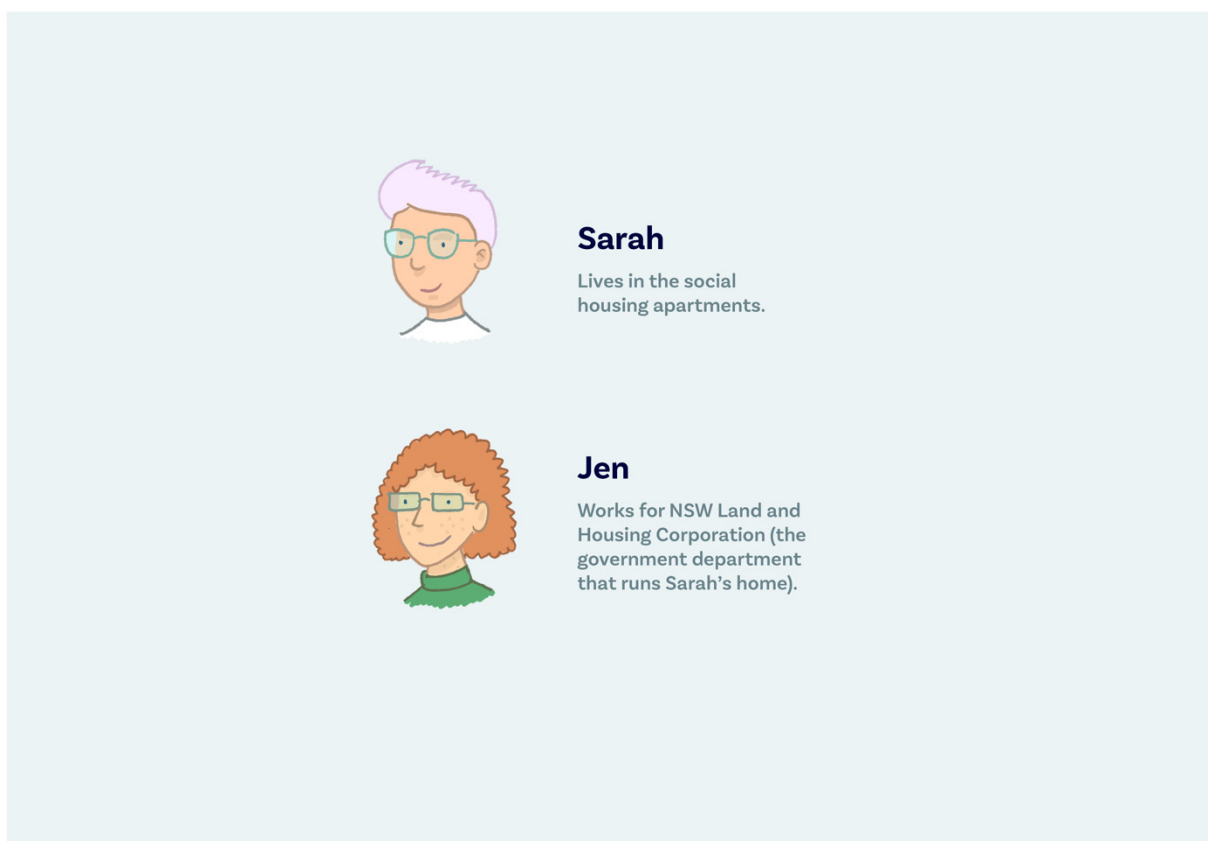 Sarah
Lives in the social
housing apartments.
Jen
Works for NSW Land and
Housing Corporation (the
government department
that runs Sarah’s home).